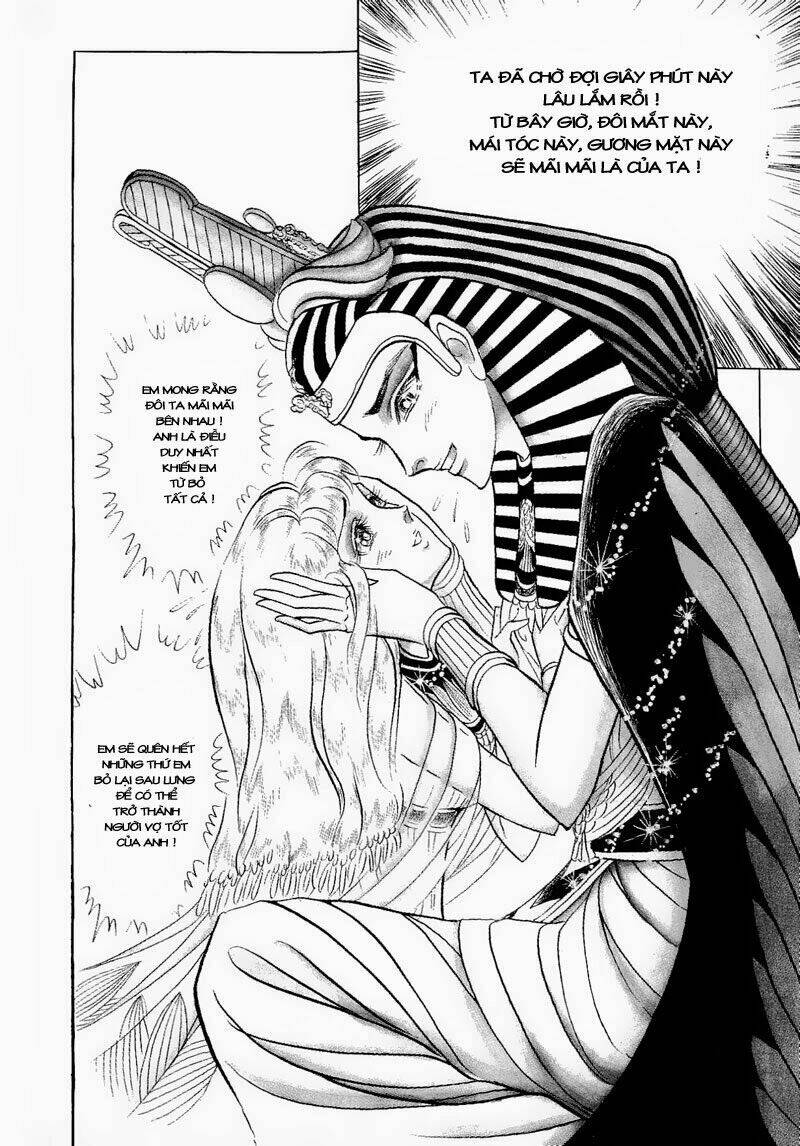 TA ĐÃ CHỜ ĐỢI GIÂY PHÚT NÀY
LÂU LẮM RỒI !
TỪ BÂY GIỜ, ĐÔI MẮT NÀY,
MÁI TÓC NÀY, GƯƠNG MẶT NÀY
SẼ MÃI MÃI LÀ CỦA TA !
EM MONG RẰNG
ĐÔI TA MÃI MÃI
BÊN NHAU !
ANH LÀ ĐIỀU
DUY NHẤT
KHIẾN EM
TỪ BỎ
TẤT CẢ !
EM SẼ QUÊN HẾT
NHỮNG THỨ EM
BỎ LẠI SAU LƯNG
ĐỂ CÓ THỂ
TRỞ THÀNH
NGƯỜI VỢ TỐT
CỦA ANH !